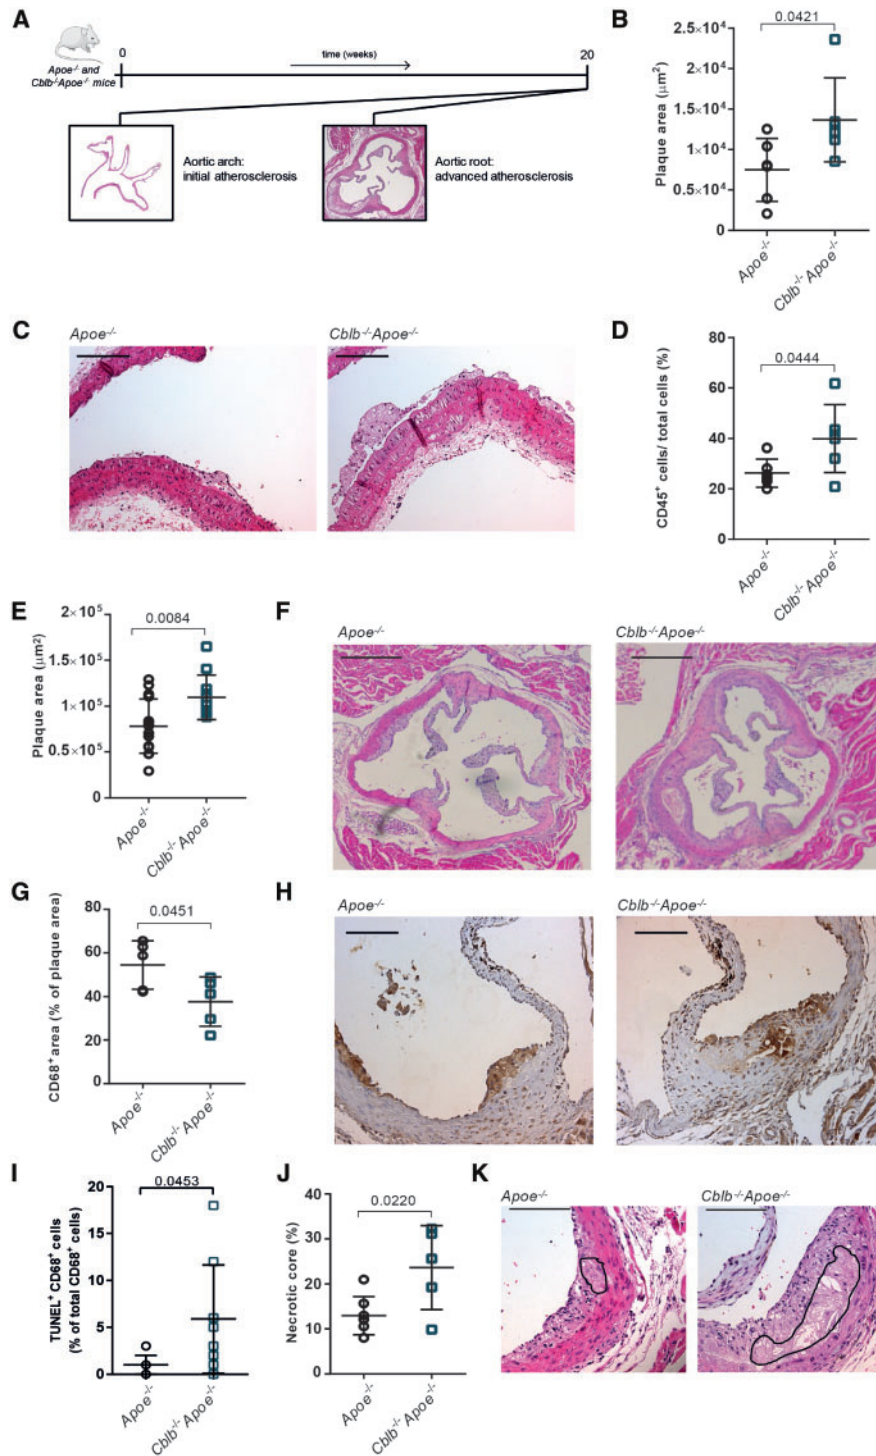 A
0
time (weeks)
20
Apoe⁻/⁻ and
Cblb⁻/⁻Apoe⁻/⁻ mice
Aortic arch:
initial atherosclerosis
Aortic root:
advanced atherosclerosis
B
0.0421
2.5×10⁴
2×10⁴
1.5×10⁴
1×10⁴
0.5×10⁴
0
Plaque area (μm²)
Apoe⁻/⁻
Cblb⁻/⁻Apoe⁻/⁻
C
Apoe⁻/⁻
Cblb⁻/⁻Apoe⁻/⁻
D
0.0444
80
60
40
20
0
CD45⁺ cells/ total cells (%)
Apoe⁻/⁻
Cblb⁻/⁻Apoe⁻/⁻
E
0.0084
2×10⁵
1.5×10⁵
1×10⁵
0.5×10⁵
0
Plaque area (μm²)
Apoe⁻/⁻
Cblb⁻/⁻Apoe⁻/⁻
F
Apoe⁻/⁻
Cblb⁻/⁻Apoe⁻/⁻
G
0.0451
80
60
40
20
0
CD68⁺ area (% of plaque area)
Apoe⁻/⁻
Cblb⁻/⁻Apoe⁻/⁻
H
Apoe⁻/⁻
Cblb⁻/⁻Apoe⁻/⁻
I
0.0453
20
15
10
5
0
TUNEL⁺ CD68⁺ cells
(% of total CD68⁺ cells)
Apoe⁻/⁻
Cblb⁻/⁻Apoe⁻/⁻
J
0.0220
40
30
20
10
0
Necrotic core (%)
Apoe⁻/⁻
Cblb⁻/⁻Apoe⁻/⁻
K
Apoe⁻/⁻
Cblb⁻/⁻Apoe⁻/⁻